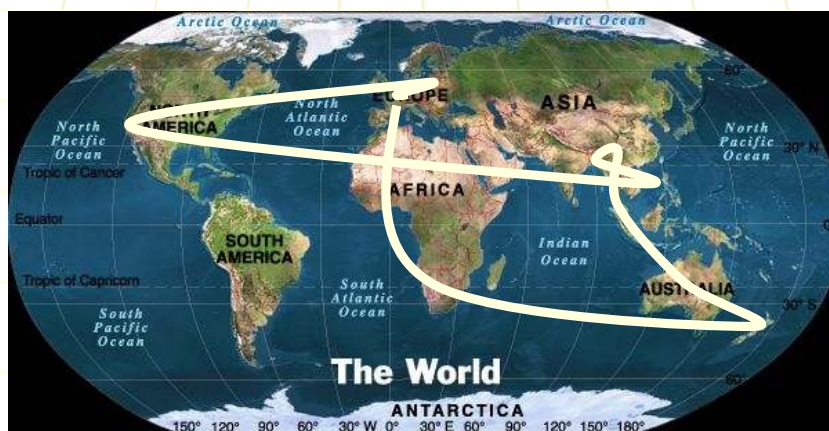 Arctic Ocean
Arctic Ocean
60°
EUROPE
ASIA
NORTH
AMERICA
North
Atlantic
Ocean
North
Pacific
Ocean
North
Pacific
Ocean
30° N
Tropic of Cancer
AFRICA
Equator
SOUTH
AMERICA
Indian
Ocean
Tropic of Capricorn
AUSTRALIA
South
Atlantic
Ocean
30° S
South
Pacific
Ocean
The World
60°
ANTARCTICA
150° 120° 90° 60° 30° W 0° 30° E 60° 90° 120° 150° 180°